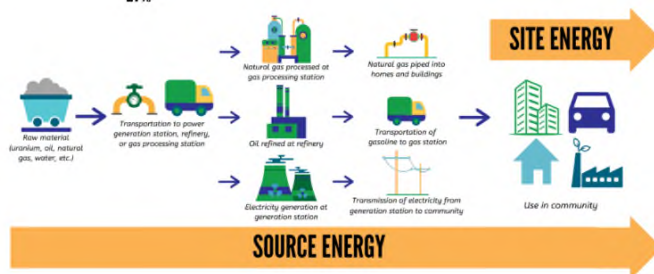 SITE ENERGY
Natural gas processed at
gas processing station
Natural gas piped into
homes and buildings
Raw material
(uranium, oil, natural
gas, water, etc.)
Transportation to power
generation station, refinery,
or gas processing station
Oil refined at refinery
Transportation of
gasoline to gas station
Electricity generation at
generation station
Transmission of electricity from
generation station to community
Use in community
SOURCE ENERGY